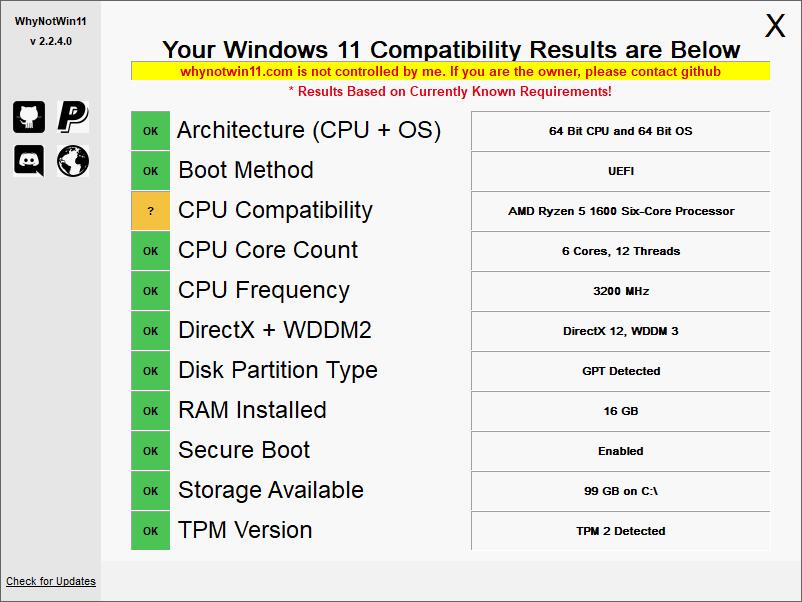 WhyNotWin11
v 2.2.4.0
X
Your Windows 11 Compatibility Results are Below
whynotwin11.com is not controlled by me. If you are the owner, please contact github
* Results Based on Currently Known Requirements!
OK Architecture (CPU + OS) 64 Bit CPU and 64 Bit OS
OK Boot Method UEFI
? CPU Compatibility AMD Ryzen 5 1600 Six-Core Processor
OK CPU Core Count 6 Cores, 12 Threads
OK CPU Frequency 3200 MHz
OK DirectX + WDDM2 DirectX 12, WDDM 3
OK Disk Partition Type GPT Detected
OK RAM Installed 16 GB
OK Secure Boot Enabled
OK Storage Available 99 GB on C:\
OK TPM Version TPM 2 Detected
Check for Updates